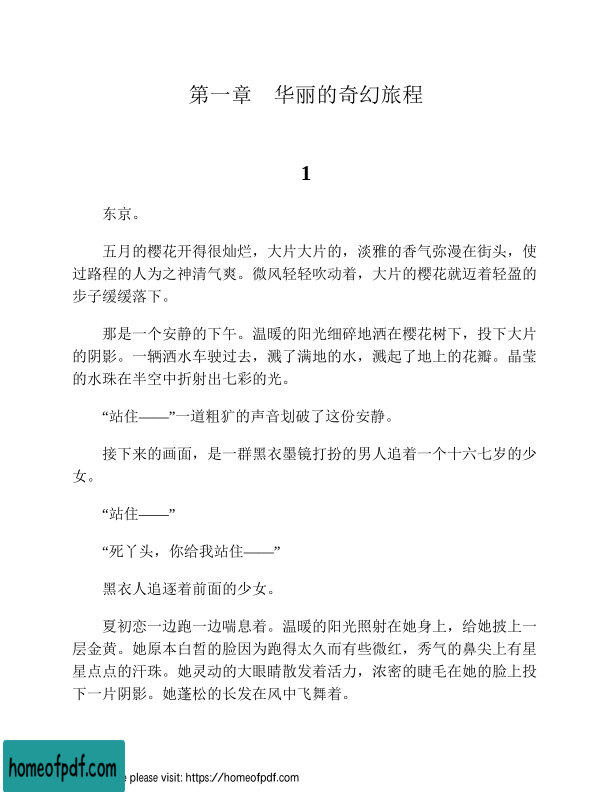 第一章　华丽的奇幻旅程
1
东京。
五月的樱花开得很灿烂，大片大片的，淡雅的香气弥漫在街头，使
过路程的人为之神清气爽。微风轻轻吹动着，大片的樱花就迈着轻盈的
步子缓缓落下。
那是一个安静的下午。温暖的阳光细碎地洒在樱花树下，投下大片
的阴影。一辆洒水车驶过去，溅了满地的水，溅起了地上的花瓣。晶莹
的水珠在半空中折射出七彩的光。
“站住——”一道粗犷的声音划破了这份安静。
接下来的画面，是一群黑衣墨镜打扮的男人追着一个十六七岁的少
女。
“站住——”
“死丫头，你给我站住——”
黑衣人追逐着前面的少女。
夏初恋一边跑一边喘息着。温暖的阳光照射在她身上，给她披上一
层金黄。她原本白皙的脸因为跑得太久而有些微红，秀气的鼻尖上有星
星点点的汗珠。她灵动的大眼睛散发着活力，浓密的睫毛在她的脸上投
下一片阴影。她蓬松的长发在风中飞舞着。
homeofpdf.com
please visit: https://homeofpdf.com